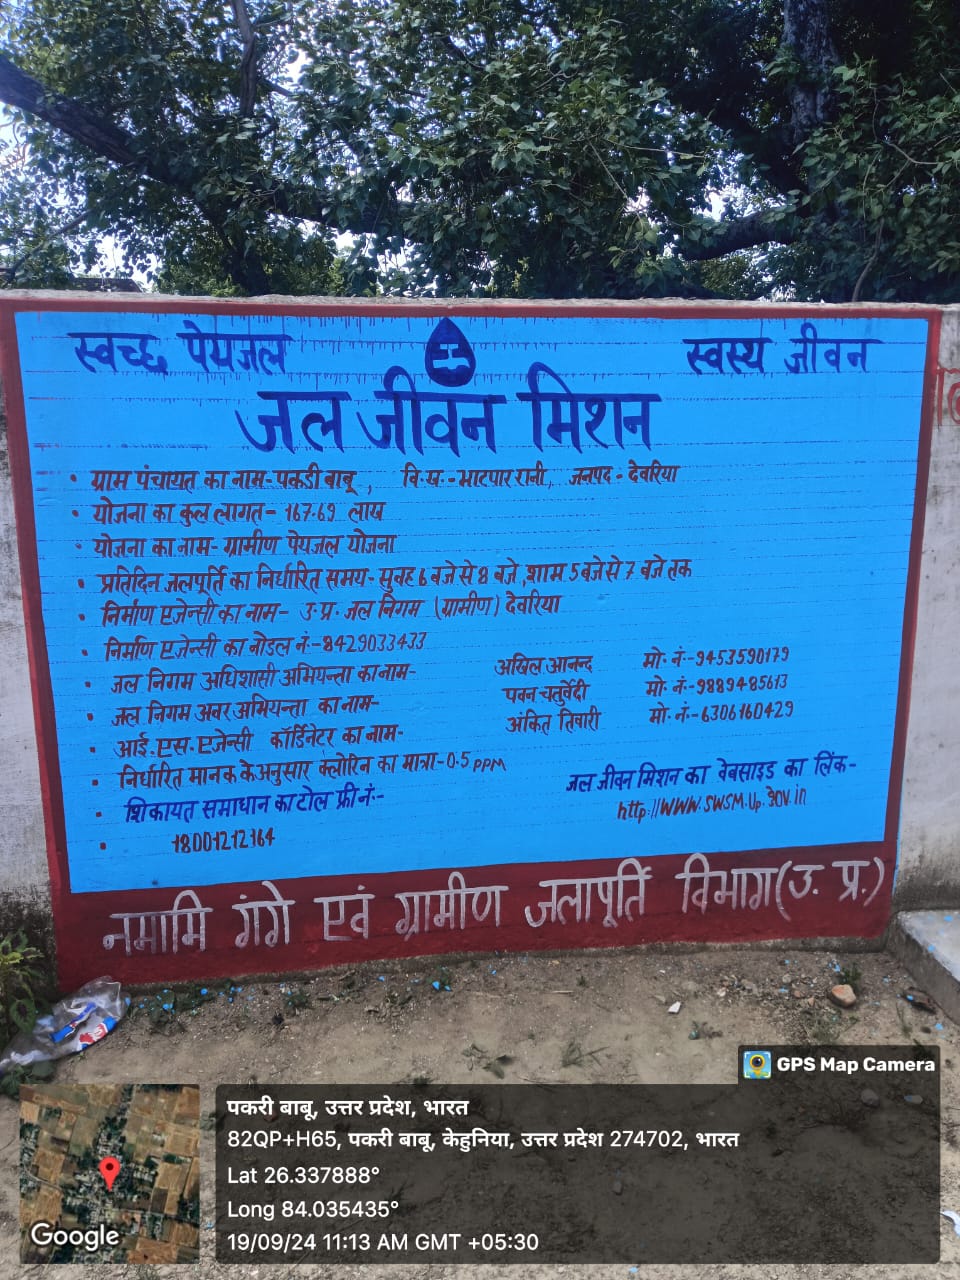 स्वच्छ पेयजल
स्वस्थ जीवन
जल जीवन मिशन
• ग्राम पंचायत का नाम- पकडी बाबू , वि.ख.-भाटपार रानी, जनपद - देवरिया
• योजना का कुल लागत- 167.69 लाख
• योजना का नाम- ग्रामीण पेयजल योजना
• प्रतिदिन जलपूर्ति का निर्धारित समय- सुवह 6 बजे से 8 बजे, शाम 5 बजे से 7 बजे तक
• निर्माण एजेन्सी का नाम- उ.प्र. जल निगम (ग्रामीण) देवरिया
• निर्माण एजेन्सी का नोडल नं:-8429033433
• जल निगम अधिशासी अभियन्ता का नाम- अखिल आनन्द मो. नं-9453590179
• जल निगम अवर अभियन्ता का नाम- पवन चतुर्वेदी मो. नं-9889485613
• आई.एस.एजेन्सी कॉर्डिनेटर का नाम- अंकित तिवारी मो. नं.-6306160429
• निर्धारित मानक के अनुसार क्लोरिन का मात्रा-0.5 PPM
• शिकायत समाधान का टोल फ्री नं:-
• 18001212164
जल जीवन मिशन का वेबसाइड का लिंक-
http://WWW.SWSM.Up.gov.in
नमामि गंगे एवं ग्रामीण जलापूर्ति विभाग (उ. प्र.)
GPS Map Camera
पकरी बाबू, उत्तर प्रदेश, भारत
82QP+H65, पकरी बाबू, केहुनिया, उत्तर प्रदेश 274702, भारत
Lat 26.337888°
Long 84.035435°
19/09/24 11:13 AM GMT +05:30
Google